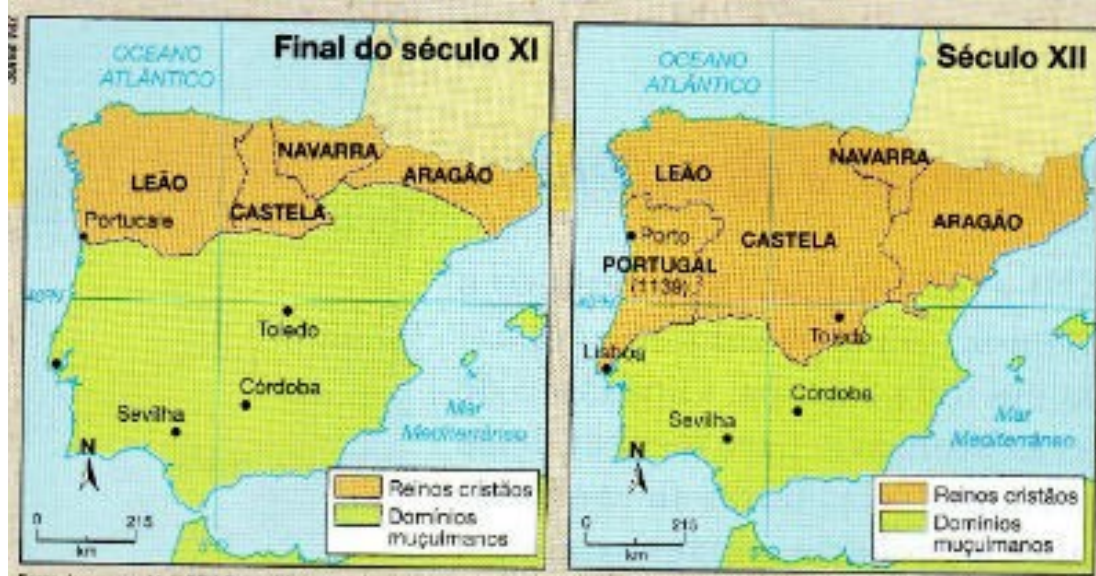 Final do século XI
OCEANO
ATLÂNTICO
NAVARRA
LEÃO
ARAGÃO
CASTELA
Portucale
40ºN
Toledo
Córdoba
Sevilha
Mar
Mediterrâneo
N
Reinos cristãos
Domínios
muçulmanos
0 215
km
Século XII
OCEANO
ATLÂNTICO
NAVARRA
LEÃO
ARAGÃO
Porto
CASTELA
PORTUGAL
(1139)
40ºN
Toledo
Lisboa
Córdoba
Sevilha
Mar
Mediterrâneo
N
Reinos cristãos
Domínios
muçulmanos
0 215
km